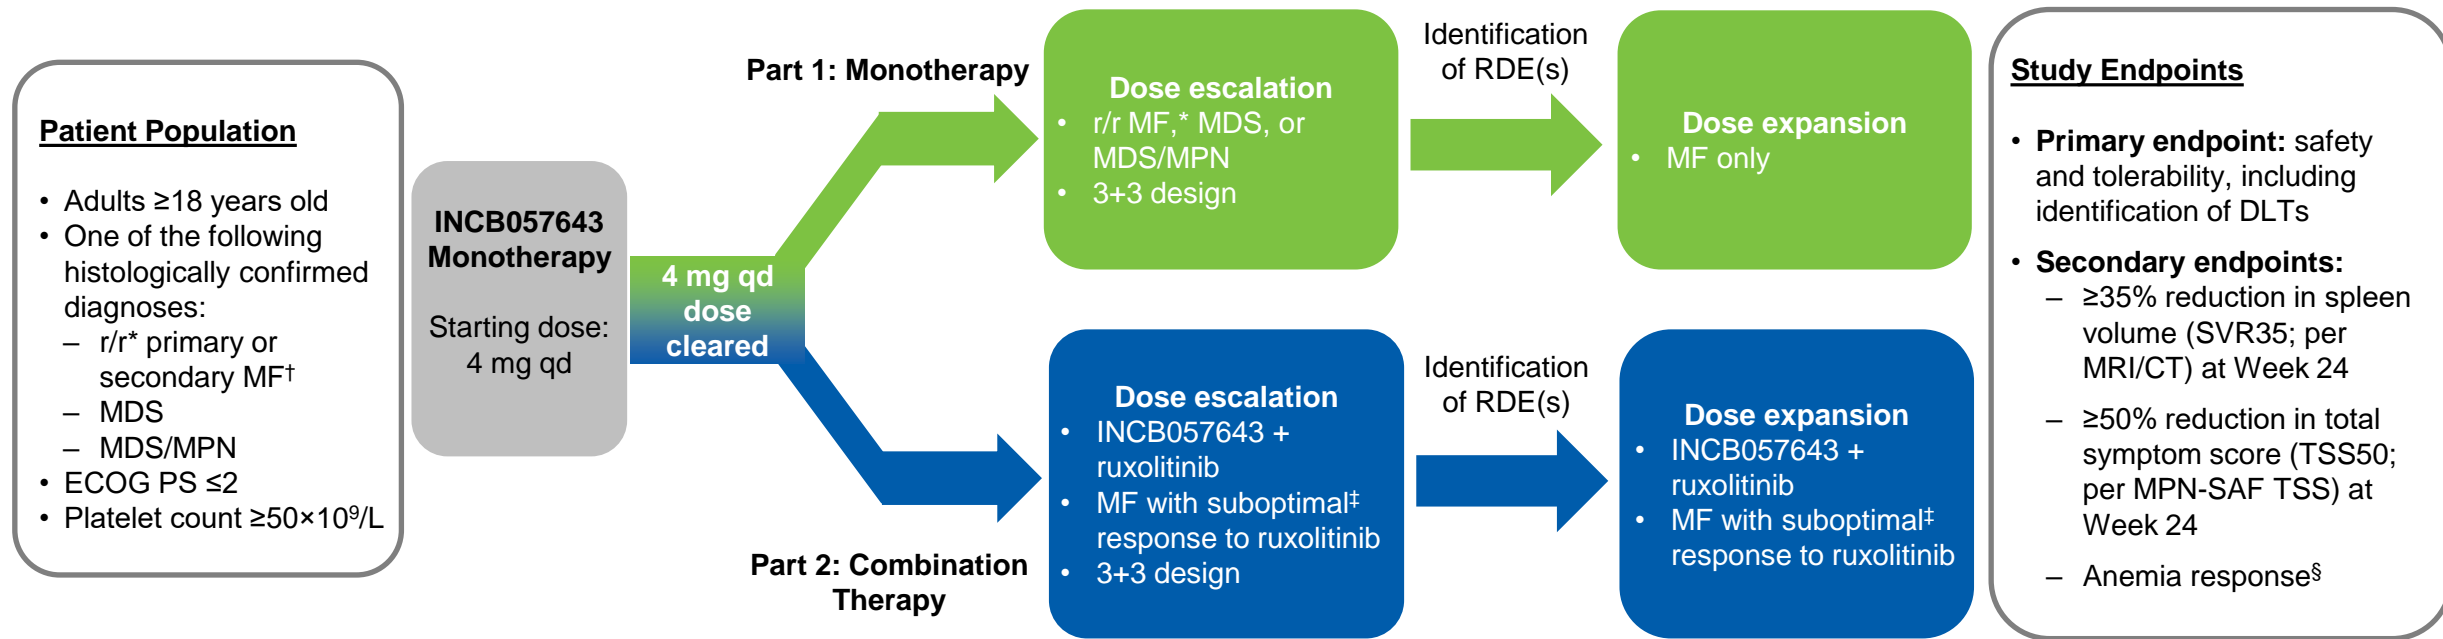 Patient Population
• Adults ≥18 years old
• One of the following
histologically confirmed
diagnoses:
– r/r* primary or
secondary MF†
– MDS
– MDS/MPN
• ECOG PS ≤2
• Platelet count ≥50×10⁹/L
INCB057643
Monotherapy
Starting dose:
4 mg qd
4 mg qd
dose
cleared
Part 1: Monotherapy
Dose escalation
• r/r MF,* MDS, or
MDS/MPN
• 3+3 design
Identification
of RDE(s)
Dose expansion
• MF only
Part 2: Combination
Therapy
Dose escalation
• INCB057643 +
ruxolitinib
• MF with suboptimal‡
response to ruxolitinib
• 3+3 design
Identification
of RDE(s)
Dose expansion
• INCB057643 +
ruxolitinib
• MF with suboptimal‡
response to ruxolitinib
Study Endpoints
• Primary endpoint: safety
and tolerability, including
identification of DLTs
• Secondary endpoints:
– ≥35% reduction in spleen
volume (SVR35; per
MRI/CT) at Week 24
– ≥50% reduction in total
symptom score (TSS50;
per MPN-SAF TSS) at
Week 24
– Anemia response§